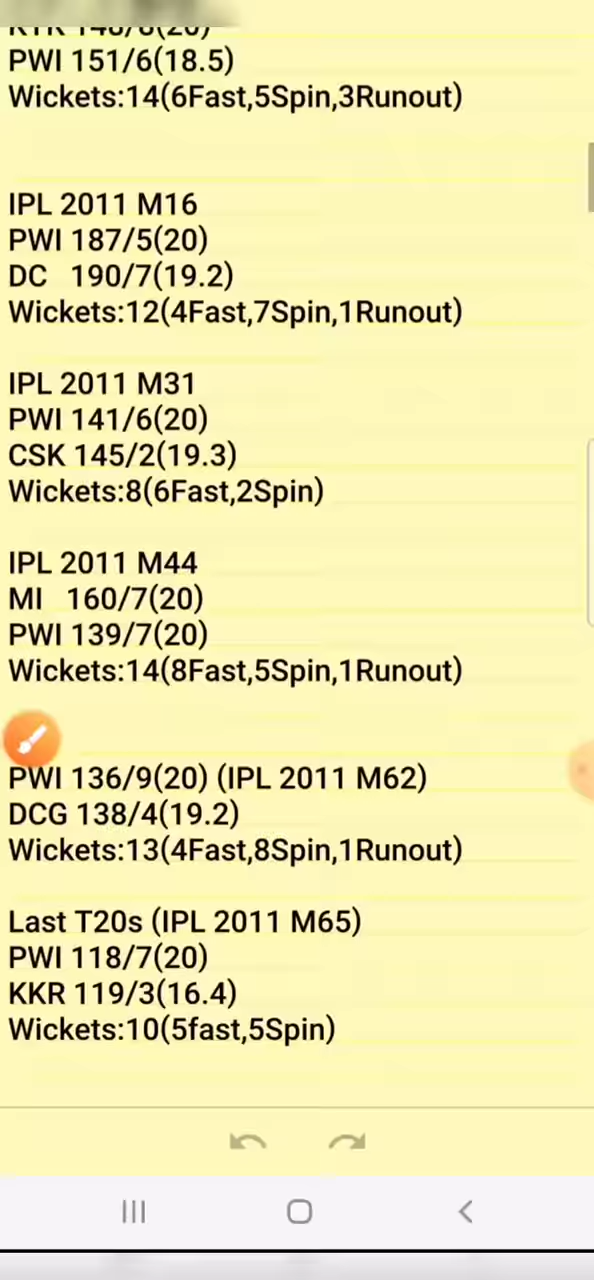 PWI 151/6(18.5)
Wickets:14(6Fast,5Spin,3Runout)
IPL 2011 M16
PWI 187/5(20)
DC 190/7(19.2)
Wickets:12(4Fast,7Spin,1Runout)
IPL 2011 M31
PWI 141/6(20)
CSK 145/2(19.3)
Wickets:8(6Fast,2Spin)
IPL 2011 M44
MI 160/7(20)
PWI 139/7(20)
Wickets:14(8Fast,5Spin,1Runout)
PWI 136/9(20) (IPL 2011 M62)
DCG 138/4(19.2)
Wickets:13(4Fast,8Spin,1Runout)
Last T20s (IPL 2011 M65)
PWI 118/7(20)
KKR 119/3(16.4)
Wickets:10(5fast,5Spin)